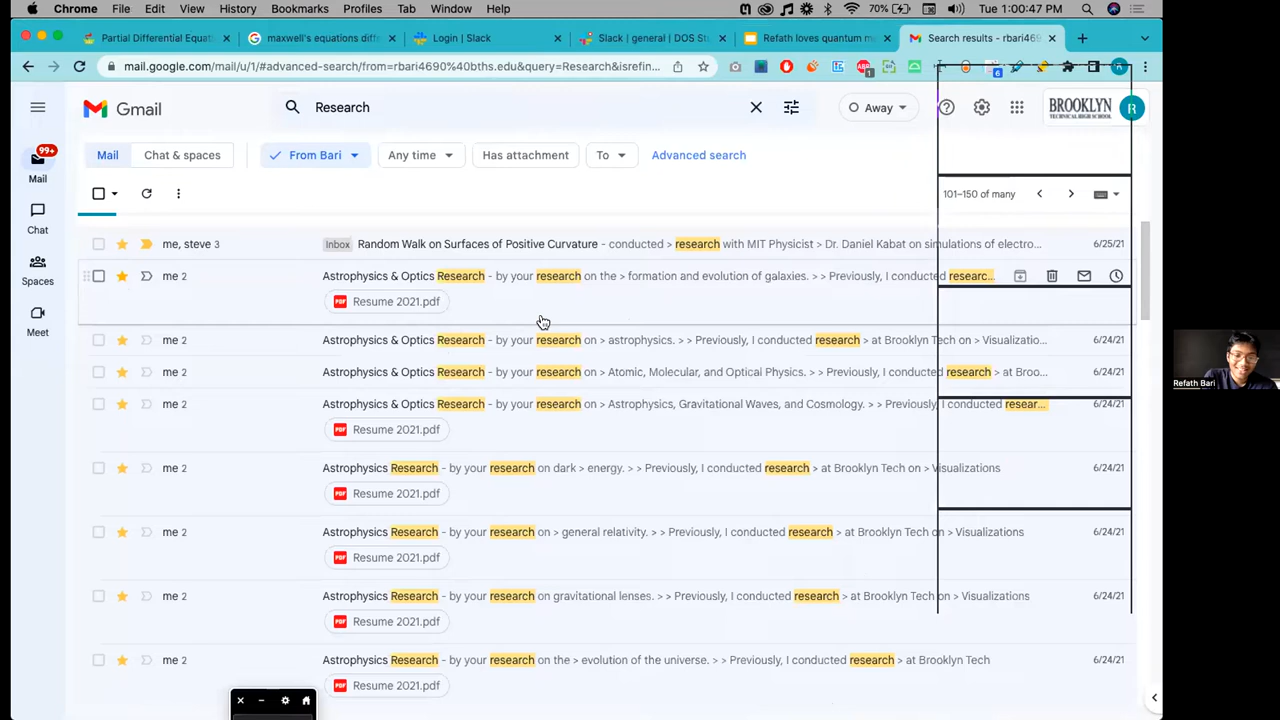 Chrome File Edit View History Bookmarks Profiles Tab Window Help 70% Tue 1:00:47 PM
Partial Differential Equati × maxwell's equations diffe × Login | Slack × Slack | general | DOS Stu × Refath loves quantum me × Search results - rbari4690 ×
mail.google.com/mail/u/1/#advanced-search/from=rbari4690%40bths.edu&query=Research&isrefin...
Gmail Research Away BROOKLYN
TECHNICAL HIGH SCHOOL R
99+
Mail Chat & spaces From Bari Any time Has attachment To Advanced search
Mail
101–150 of many
Chat
Spaces
Meet
me, steve 3 Inbox Random Walk on Surfaces of Positive Curvature - conducted > research with MIT Physicist > Dr. Daniel Kabat on simulations of electro... 6/25/21
me 2 Astrophysics & Optics Research - by your research on the > formation and evolution of galaxies. > > Previously, I conducted researc...
PDF Resume 2021.pdf
me 2 Astrophysics & Optics Research - by your research on > astrophysics. > > Previously, I conducted research > at Brooklyn Tech on > Visualizatio... 6/24/21
me 2 Astrophysics & Optics Research - by your research on > Atomic, Molecular, and Optical Physics. > > Previously, I conducted research > at Broo... 6/24/21
me 2 Astrophysics & Optics Research - by your research on > Astrophysics, Gravitational Waves, and Cosmology. > > Previously, I conducted resear... 6/24/21
PDF Resume 2021.pdf
me 2 Astrophysics Research - by your research on dark > energy. > > Previously, I conducted research > at Brooklyn Tech on > Visualizations 6/24/21
PDF Resume 2021.pdf
me 2 Astrophysics Research - by your research on > general relativity. > > Previously, I conducted research > at Brooklyn Tech on > Visualizations 6/24/21
PDF Resume 2021.pdf
me 2 Astrophysics Research - by your research on gravitational lenses. > > Previously, I conducted research > at Brooklyn Tech on > Visualizations 6/24/21
PDF Resume 2021.pdf
me 2 Astrophysics Research - by your research on the > evolution of the universe. > > Previously, I conducted research > at Brooklyn Tech 6/24/21
PDF Resume 2021.pdf
Refath Bari